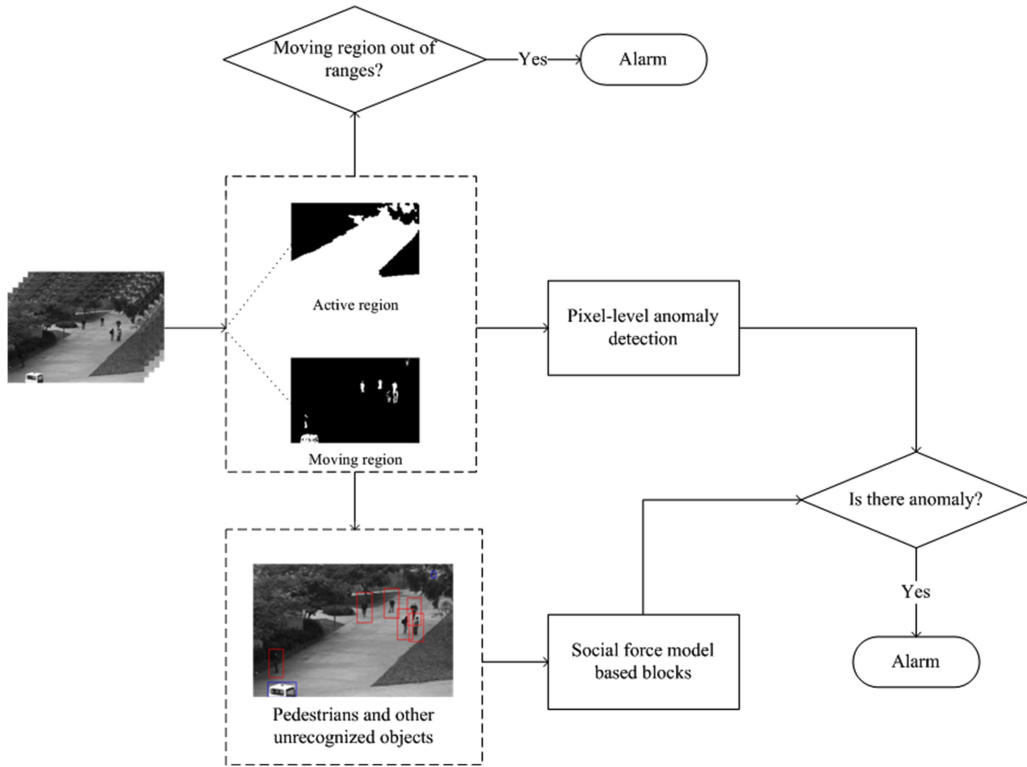 Moving region out of
ranges?
Yes
Alarm
Active region
Moving region
Pixel-level anomaly
detection
Is there anomaly?
Yes
Alarm
Social force model
based blocks
Pedestrians and other
unrecognized objects